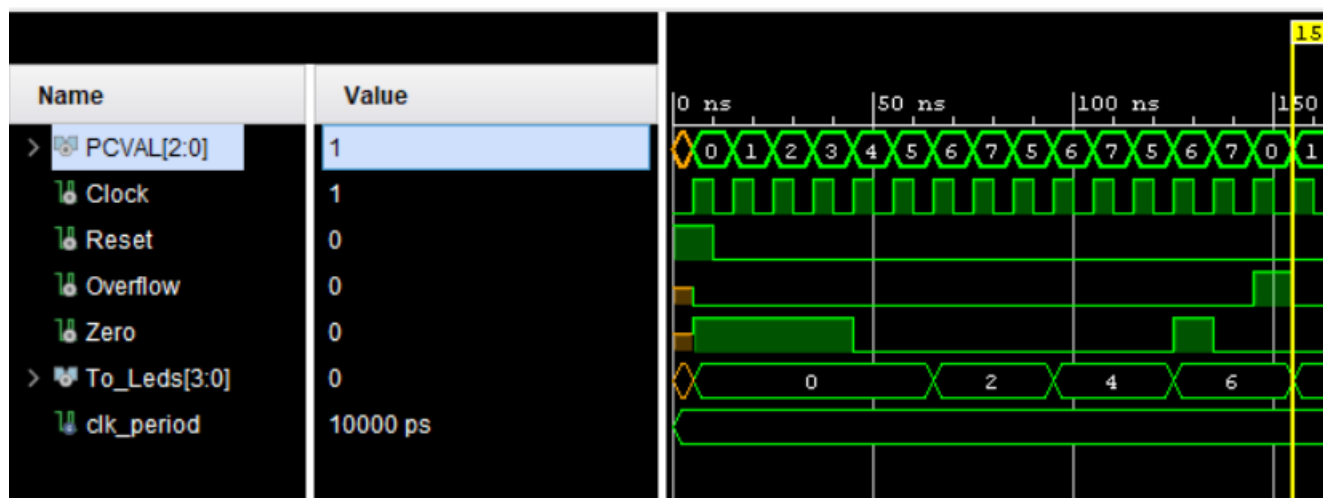 15
Name Value 0 ns 50 ns 100 ns 150
PCVAL[2:0] 1 0 1 2 3 4 5 6 7 5 6 7 5 6 7 0 1
Clock 1
Reset 0
Overflow 0
Zero 0
To_Leds[3:0] 0 0 2 4 6
clk_period 10000 ps